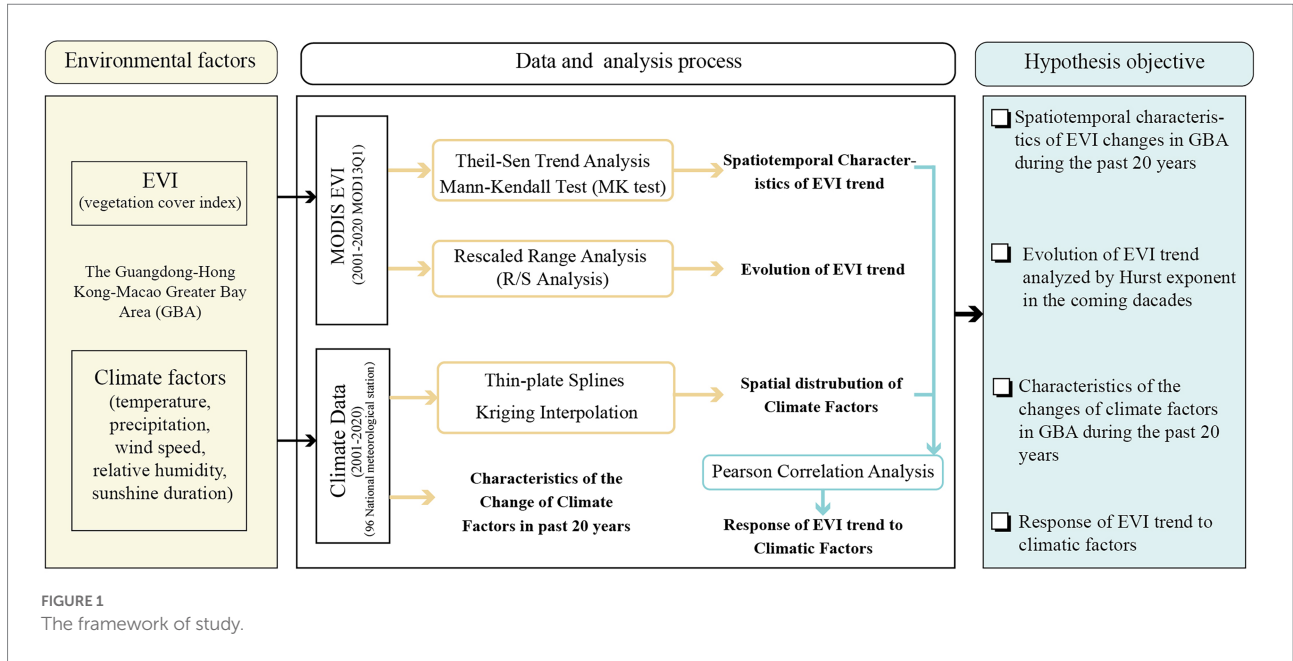 Environmental factors
EVI
(vegetation cover index)
The Guangdong-Hong
Kong-Macao Greater Bay
Area (GBA)
Climate factors
(temperature,
precipitation,
wind speed,
relative humidity,
sunshine duration)
Data and analysis process
MODIS EVI
(2001-2020 MOD13Q1)
Theil-Sen Trend Analysis
Mann-Kendall Test (MK test)
Spatiotemporal Character-
istics of EVI trend
Rescaled Range Analysis
(R/S Analysis)
Evolution of EVI trend
Climate Data
(2001-2020)
(96 National meteorological station)
Thin-plate Splines
Kriging Interpolation
Spatial distrubution of
Climate Factors
Characteristics of the
Change of Climate
Factors in past 20 years
Pearson Correlation Analysis
Response of EVI trend to
Climatic Factors
Hypothesis objective
Spatiotemporal characteris-
tics of EVI changes in GBA
during the past 20 years
Evolution of EVI trend
analyzed by Hurst exponent
in the coming dacades
Characteristics of the
changes of climate factors
in GBA during the past 20
years
Response of EVI trend to
climatic factors
FIGURE 1
The framework of study.